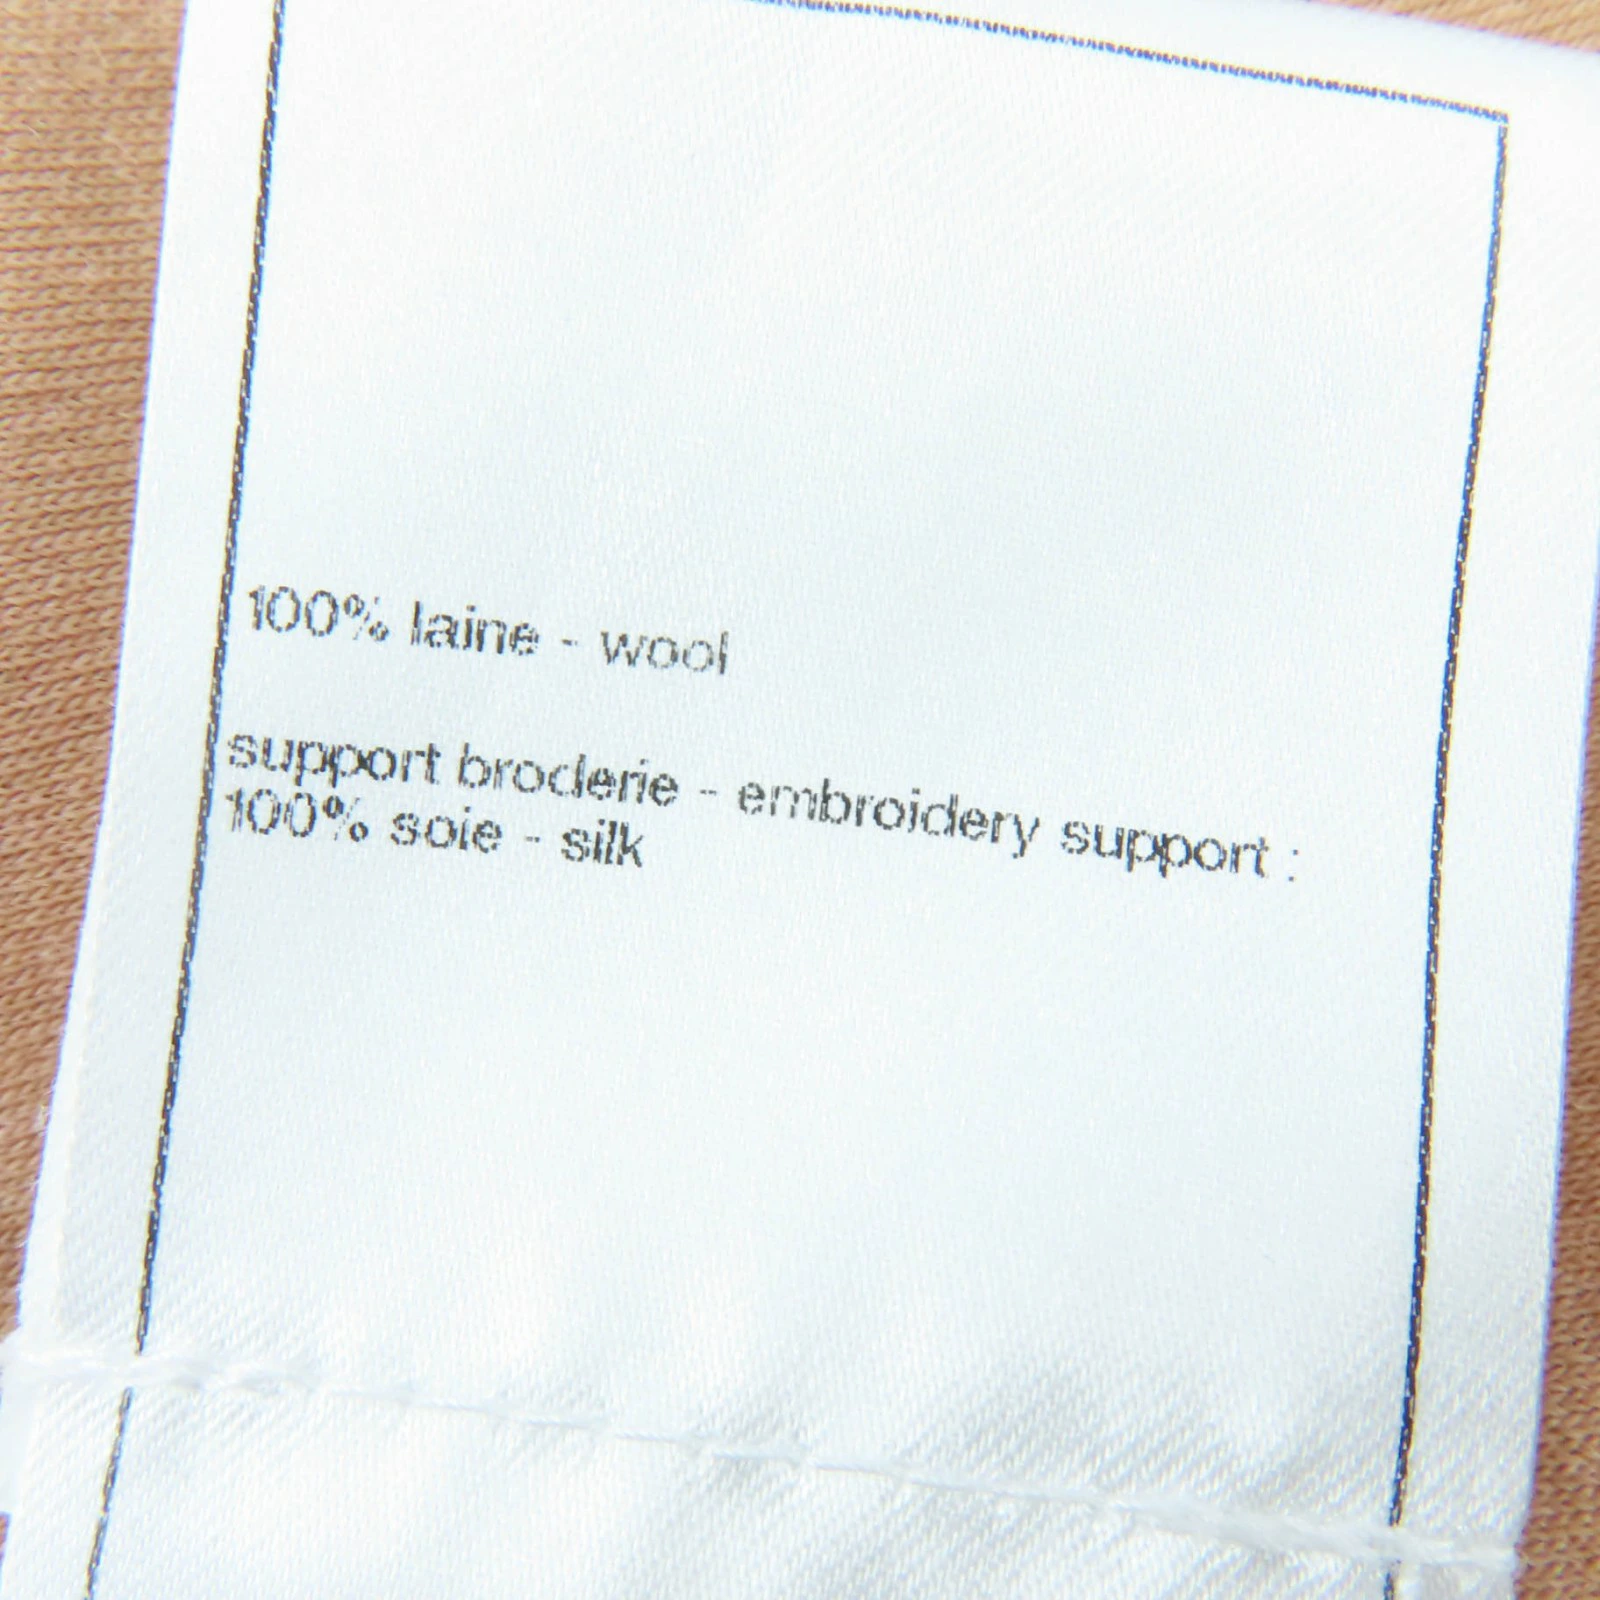 100% laine - wool
support broderie - embroidery support :
100% soie - silk